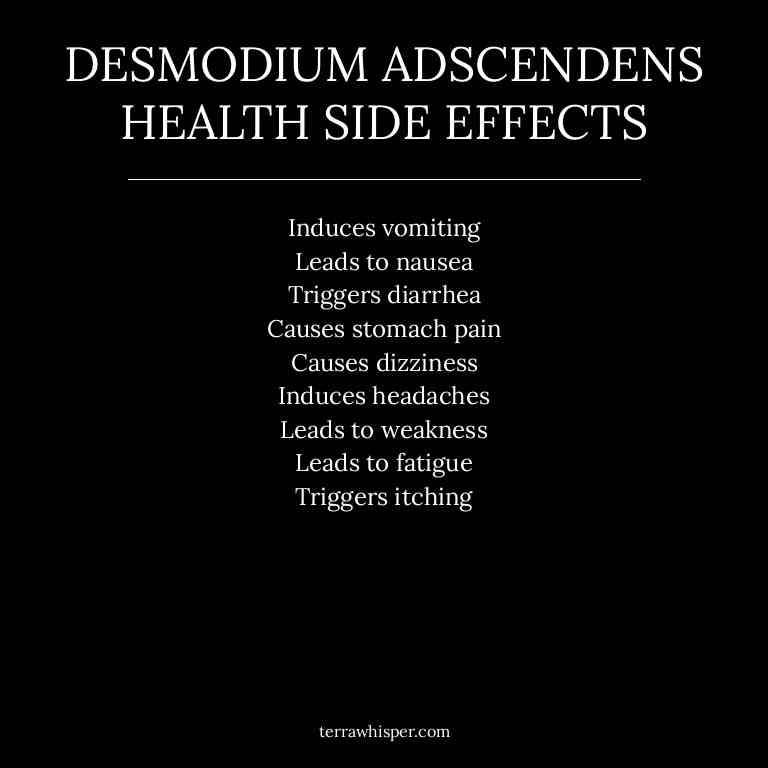 DESMODIUM ADSCENDENS
HEALTH SIDE EFFECTS
Induces vomiting
Leads to nausea
Triggers diarrhea
Causes stomach pain
Causes dizziness
Induces headaches
Leads to weakness
Leads to fatigue
Triggers itching
terrawhisper.com